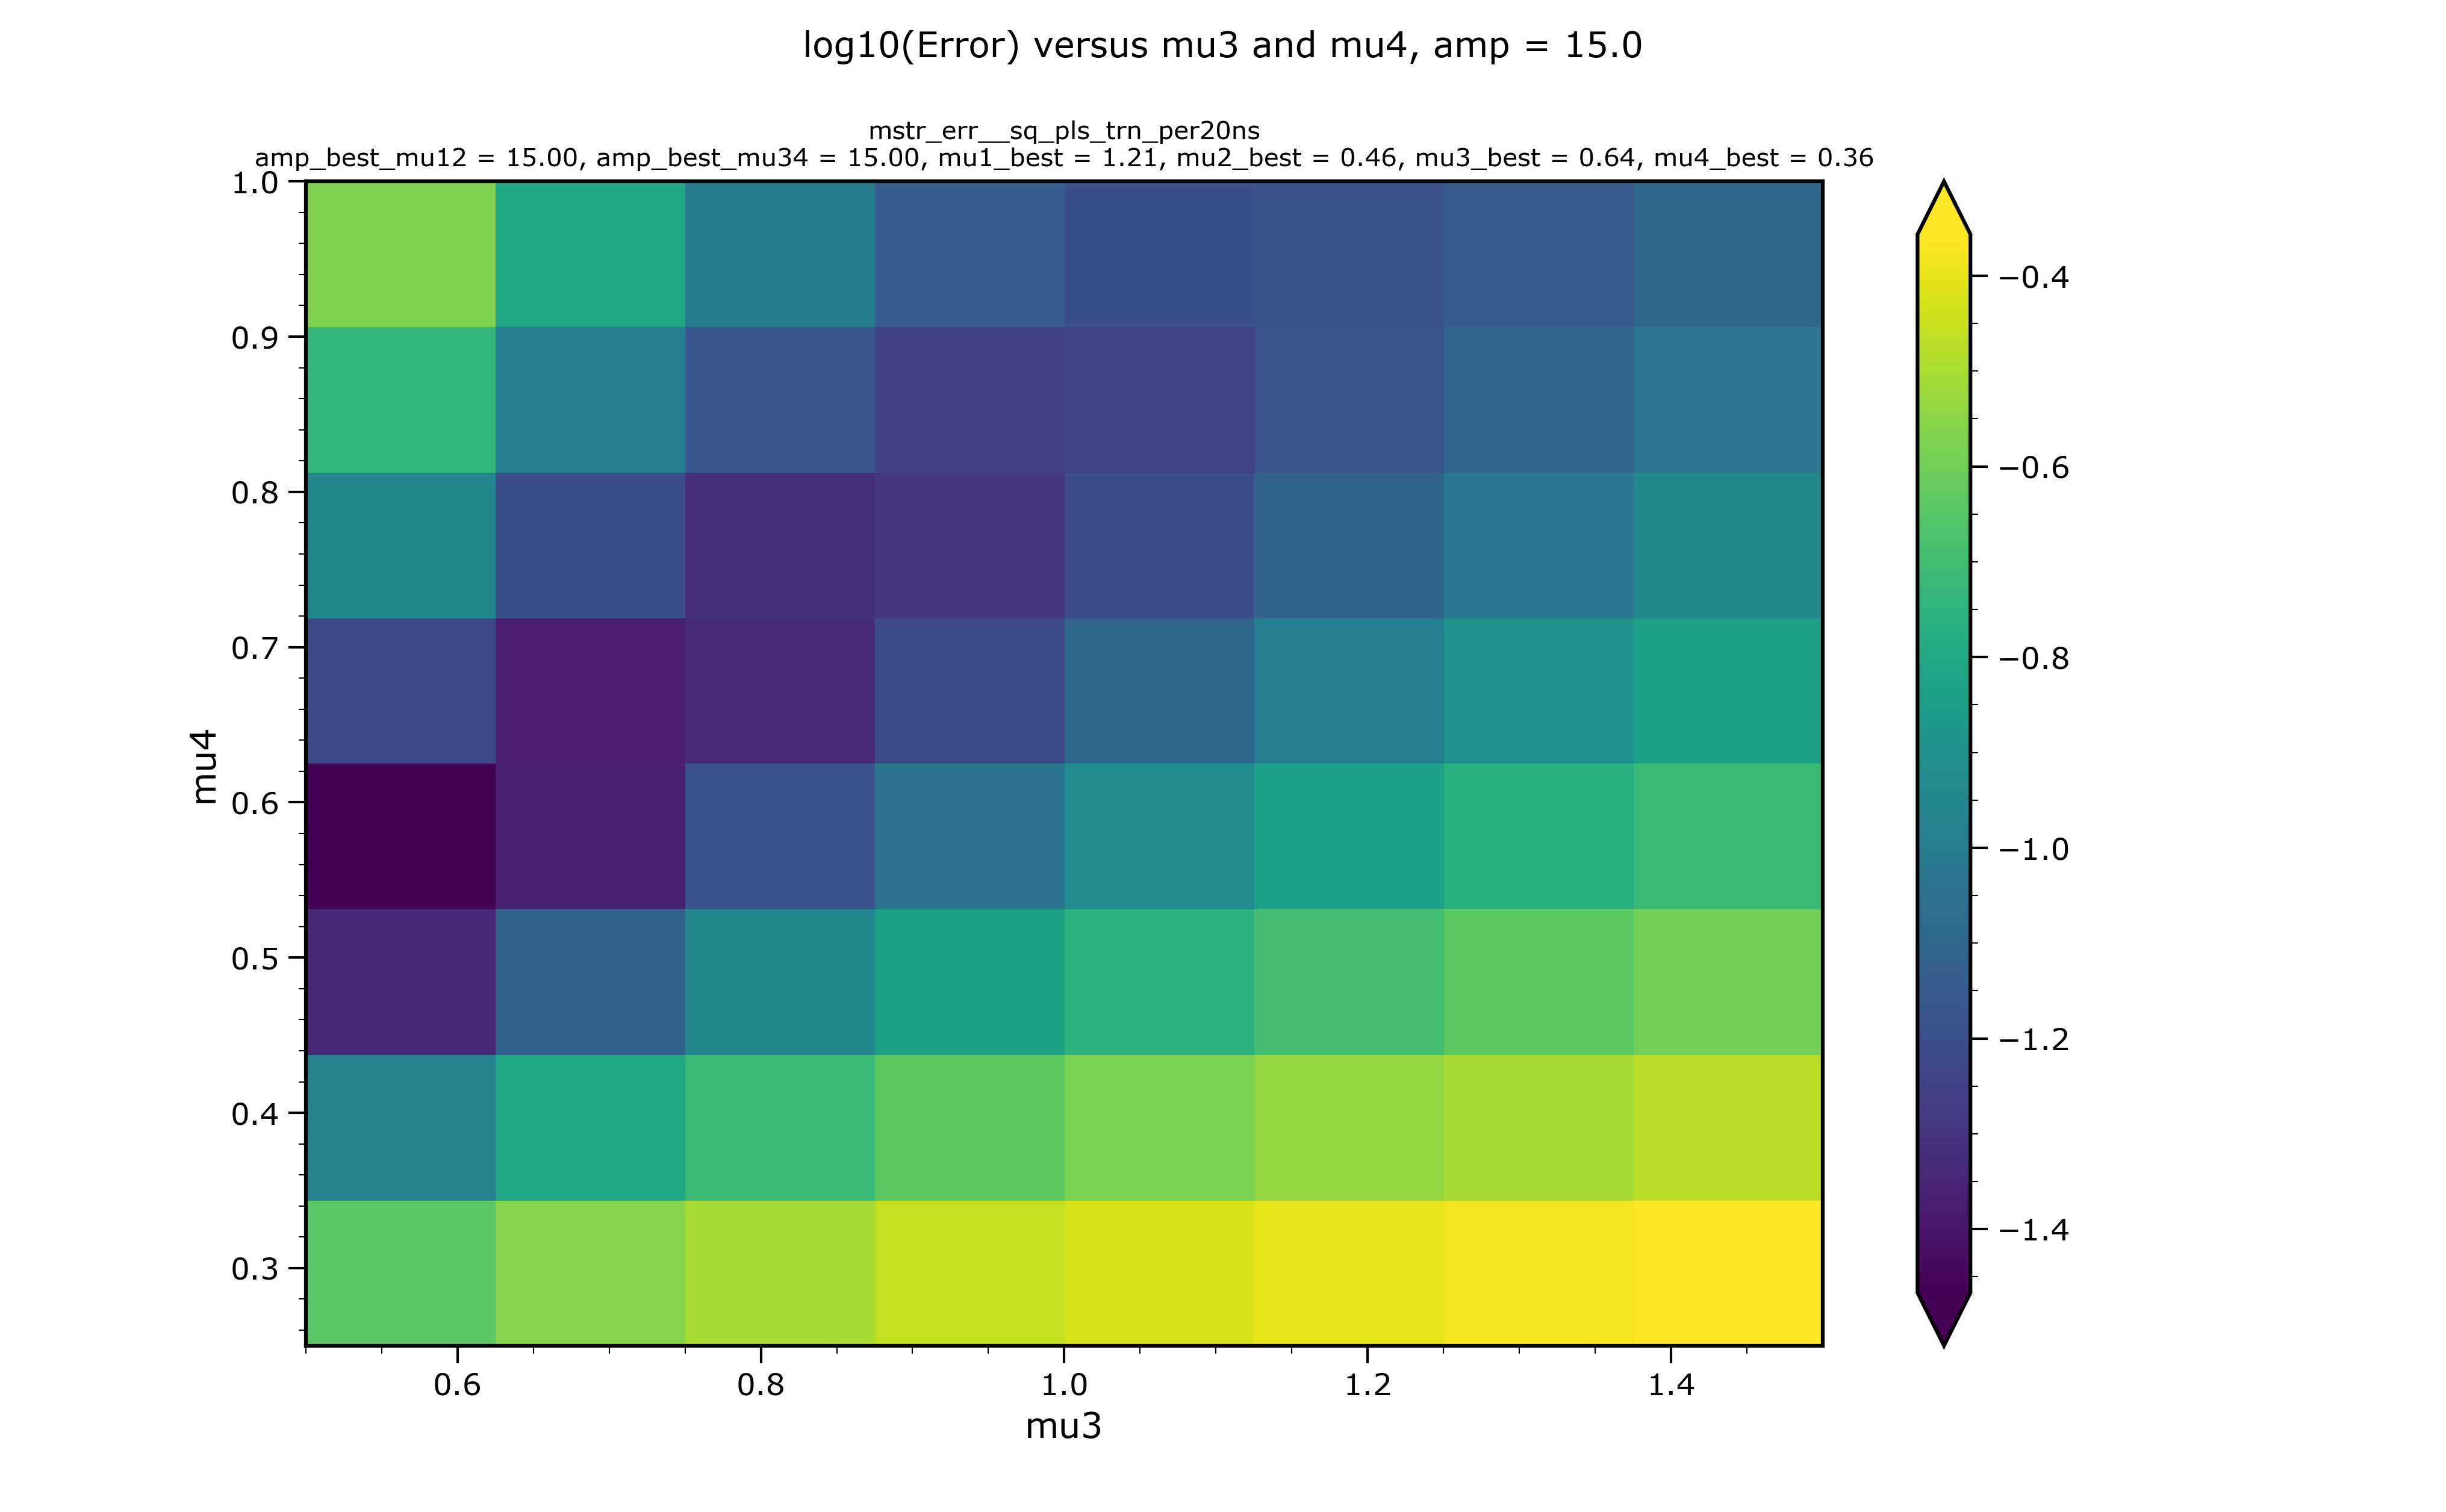 log10(Error) versus mu3 and mu4, amp = 15.0
mstr_err__sq_pls_trn_per20ns
amp_best_mu12 = 15.00, amp_best_mu34 = 15.00, mu1_best = 1.21, mu2_best = 0.46, mu3_best = 0.64, mu4_best = 0.36
1.0
0.9
0.8
0.7
0.6
0.5
0.4
0.3
mu4
0.6 0.8 1.0 1.2 1.4
mu3
−0.4
−0.6
−0.8
−1.0
−1.2
−1.4